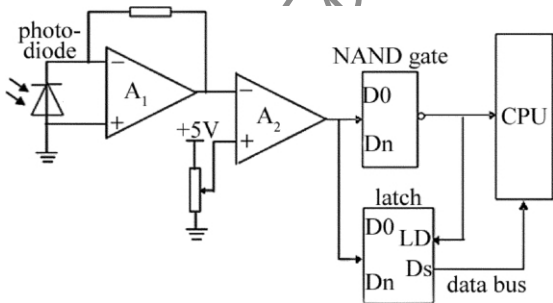 photo-
diode
−
+
A1
+5V
−
+
A2
NAND gate
D0
Dn
CPU
latch
D0
LD
Dn
Ds
data bus